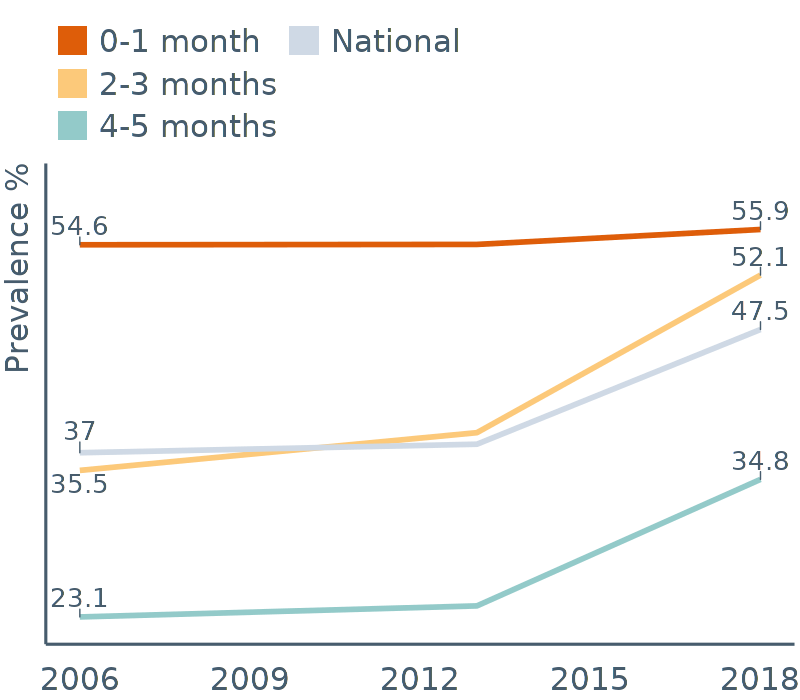 0-1 month
National
2-3 months
4-5 months
Prevalence %
54.6
55.9
52.1
47.5
37
35.5
34.8
23.1
2006 2009 2012 2015 2018